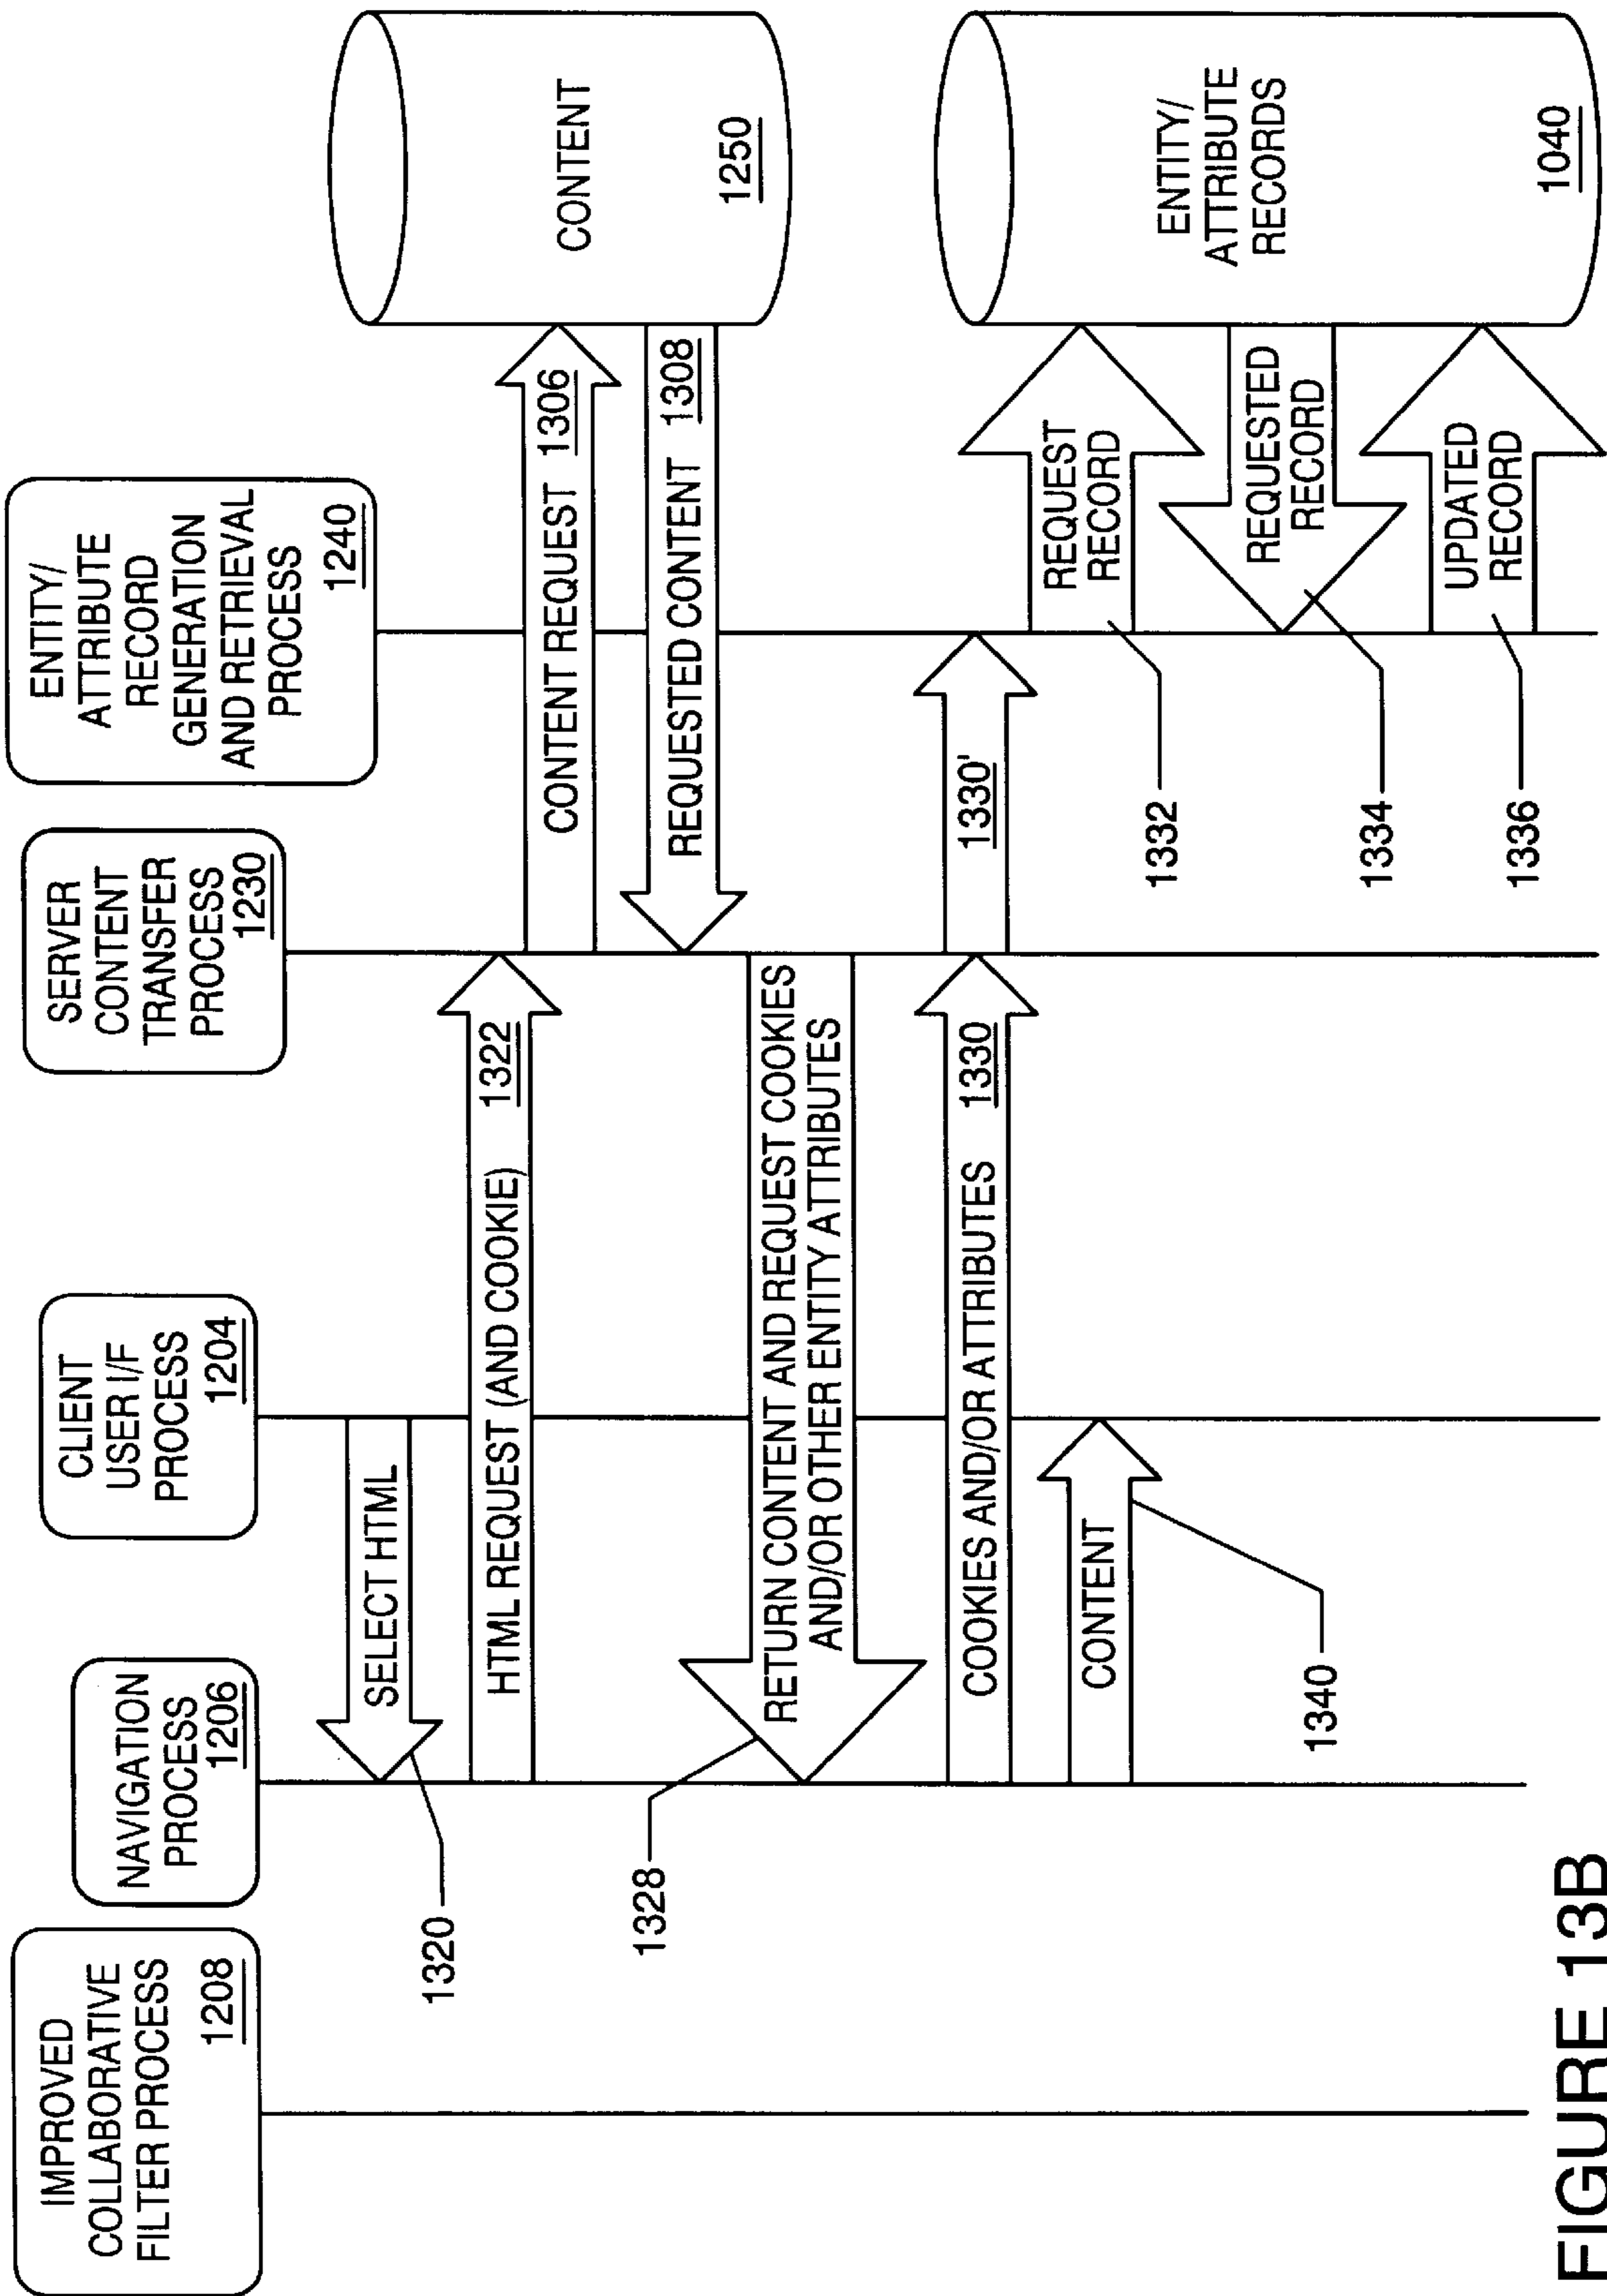 IMPROVED
COLLABORATIVE
FILTER PROCESS
1208
NAVIGATION
PROCESS
1206
CLIENT
USER I/F
PROCESS
1204
SERVER
CONTENT
TRANSFER
PROCESS
1230
ENTITY/
ATTRIBUTE
RECORD
GENERATION
AND RETRIEVAL
PROCESS
1240
SELECT HTML
1320
HTML REQUEST (AND COOKIE) 1322
CONTENT REQUEST 1306
REQUESTED CONTENT 1308
CONTENT
1250
RETURN CONTENT AND REQUEST COOKIES
AND/OR OTHER ENTITY ATTRIBUTES
1328
COOKIES AND/OR ATTRIBUTES 1330
1330'
CONTENT
1340
REQUEST
RECORD
1332
REQUESTED
RECORD
1334
UPDATED
RECORD
1336
ENTITY/
ATTRIBUTE
RECORDS
1040
FIGURE 13B